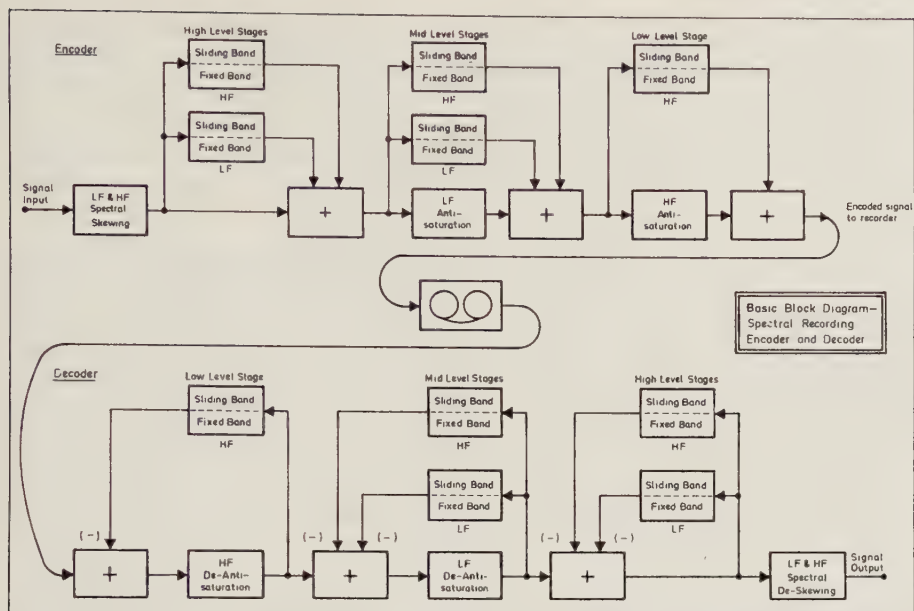 Encoder
High Level Stages
Sliding Band
Fixed Band
HF
Sliding Band
Fixed Band
LF
Mid Level Stages
Sliding Band
Fixed Band
HF
Sliding Band
Fixed Band
LF
Low Level Stage
Sliding Band
Fixed Band
HF
Signal
Input
LF & HF
Spectral
Skewing
+
LF
Anti-
saturation
+
HF
Anti-
saturation
+
Encoded signal
to recorder
Basic Block Diagram–
Spectral Recording
Encoder and Decoder
Decoder
Low Level Stage
Sliding Band
Fixed Band
HF
Mid Level Stages
Sliding Band
Fixed Band
HF
Sliding Band
Fixed Band
LF
High Level Stages
Sliding Band
Fixed Band
HF
Sliding Band
Fixed Band
LF
(-)
+
HF
De-Anti-
saturation
(-)
(-)
+
LF
De-Anti-
saturation
(-)
(-)
+
LF & HF
Spectral
De-Skewing
Signal
Output